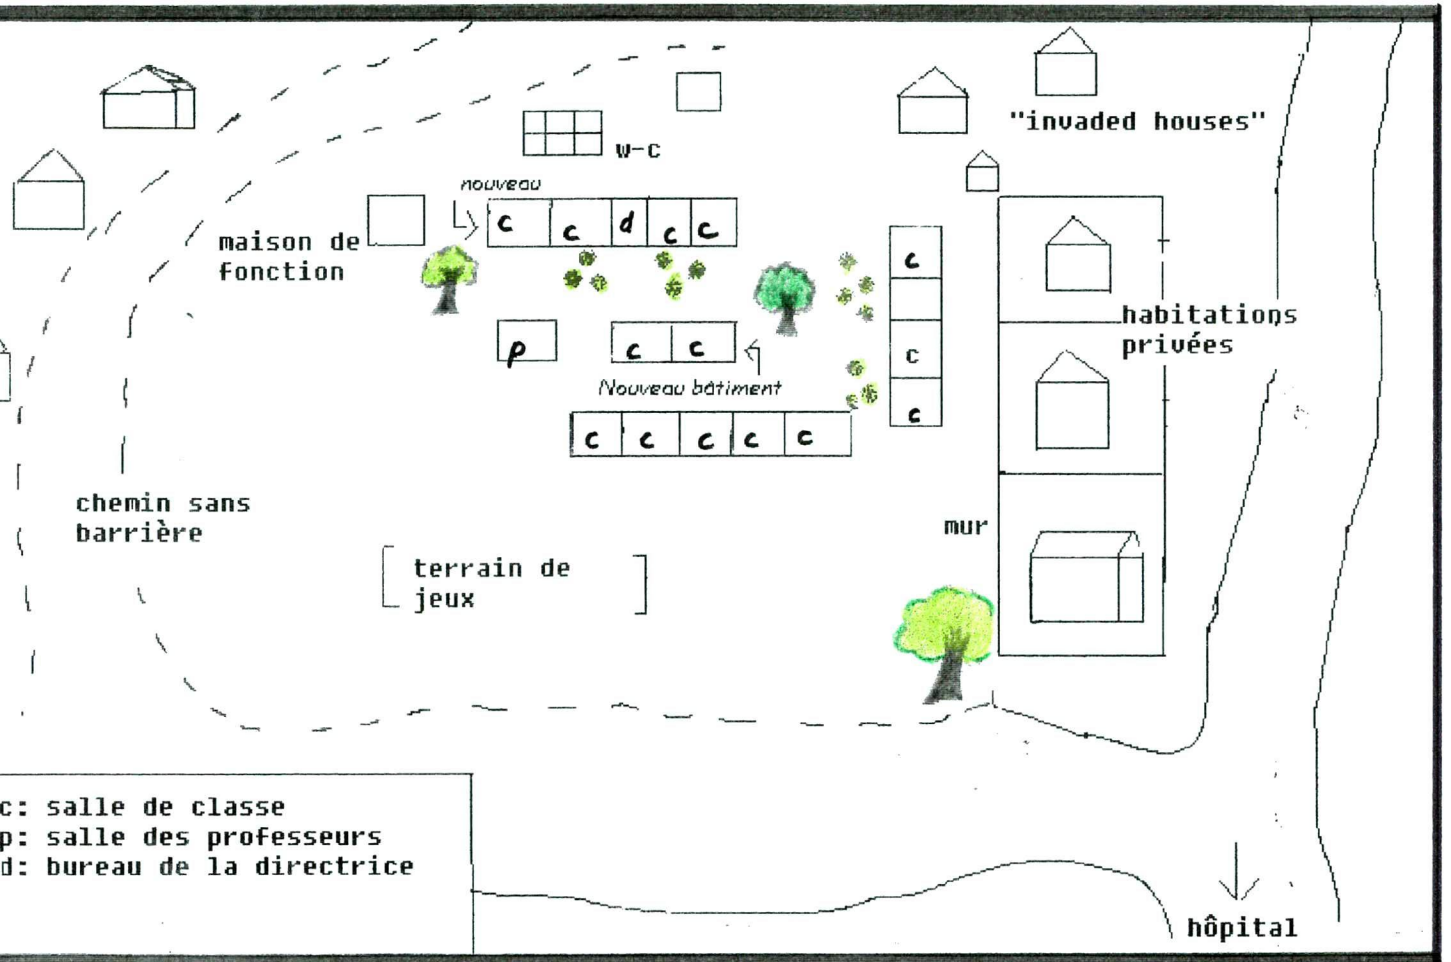 "invaded houses"
w-c
nouveau
c c d c c
maison de
fonction
c
habitations
privées
p
c c
c
Nouveau bâtiment
c
c c c c c
chemin sans
barrière
mur
terrain de
jeux
c: salle de classe
p: salle des professeurs
d: bureau de la directrice
hôpital